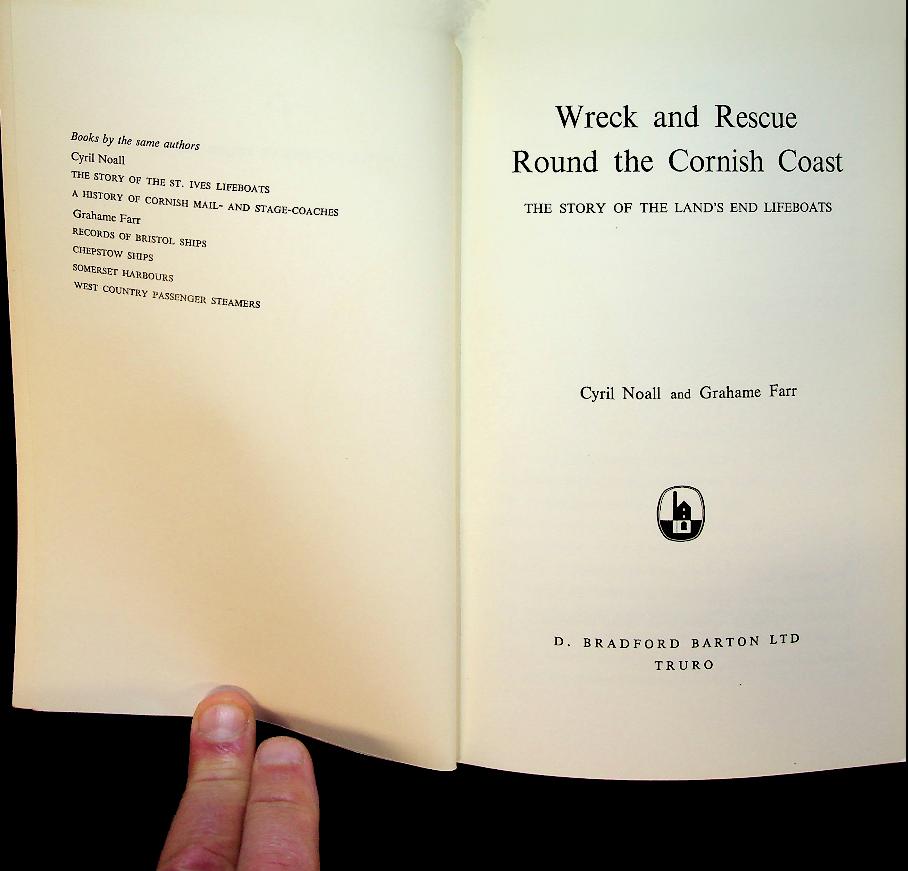 Books by the same authors
Cyril Noall
THE STORY OF THE ST. IVES LIFEBOATS
A HISTORY OF CORNISH MAIL- AND STAGE-COACHES
Grahame Farr
RECORDS OF BRISTOL SHIPS
CHEPSTOW SHIPS
SOMERSET HARBOURS
WEST COUNTRY PASSENGER STEAMERS
Wreck and Rescue
Round the Cornish Coast
THE STORY OF THE LAND'S END LIFEBOATS
Cyril Noall and Grahame Farr
D. BRADFORD BARTON LTD
TRURO